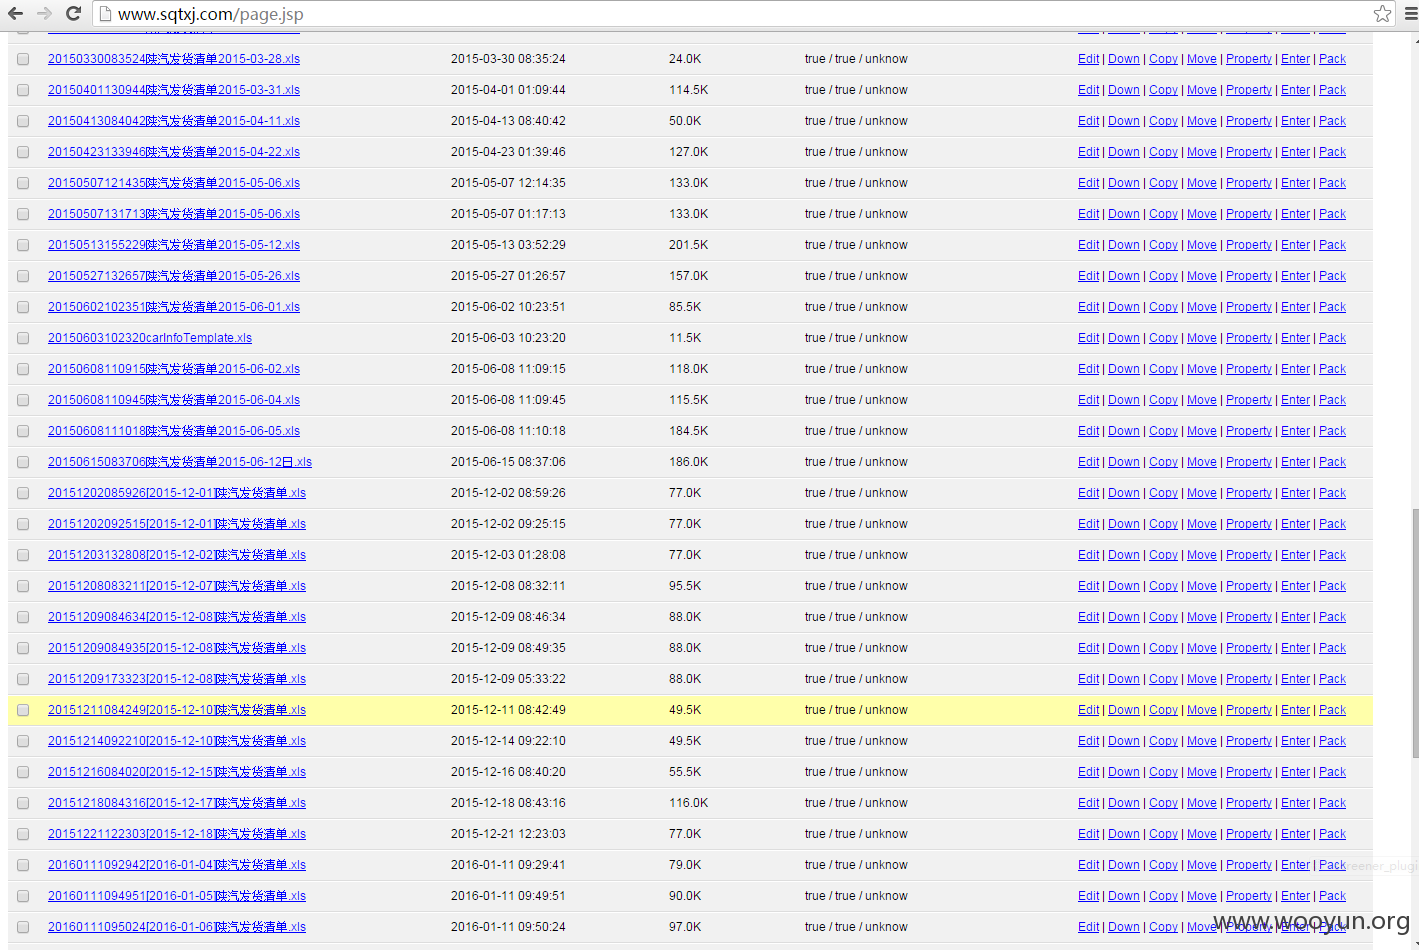 www.sqtxj.com/page.jsp
20150330083524陕汽发货清单2015-03-28.xls 2015-03-30 08:35:24 24.0K true / true / unknow Edit | Down | Copy | Move | Property | Enter | Pack
20150401130944陕汽发货清单2015-03-31.xls 2015-04-01 01:09:44 114.5K true / true / unknow Edit | Down | Copy | Move | Property | Enter | Pack
20150413084042陕汽发货清单2015-04-11.xls 2015-04-13 08:40:42 50.0K true / true / unknow Edit | Down | Copy | Move | Property | Enter | Pack
20150423133946陕汽发货清单2015-04-22.xls 2015-04-23 01:39:46 127.0K true / true / unknow Edit | Down | Copy | Move | Property | Enter | Pack
20150507121435陕汽发货清单2015-05-06.xls 2015-05-07 12:14:35 133.0K true / true / unknow Edit | Down | Copy | Move | Property | Enter | Pack
20150507131713陕汽发货清单2015-05-06.xls 2015-05-07 01:17:13 133.0K true / true / unknow Edit | Down | Copy | Move | Property | Enter | Pack
20150513155229陕汽发货清单2015-05-12.xls 2015-05-13 03:52:29 201.5K true / true / unknow Edit | Down | Copy | Move | Property | Enter | Pack
20150527132657陕汽发货清单2015-05-26.xls 2015-05-27 01:26:57 157.0K true / true / unknow Edit | Down | Copy | Move | Property | Enter | Pack
20150602102351陕汽发货清单2015-06-01.xls 2015-06-02 10:23:51 85.5K true / true / unknow Edit | Down | Copy | Move | Property | Enter | Pack
20150603102320carInfoTemplate.xls 2015-06-03 10:23:20 11.5K true / true / unknow Edit | Down | Copy | Move | Property | Enter | Pack
20150608110915陕汽发货清单2015-06-02.xls 2015-06-08 11:09:15 118.0K true / true / unknow Edit | Down | Copy | Move | Property | Enter | Pack
20150608110945陕汽发货清单2015-06-04.xls 2015-06-08 11:09:45 115.5K true / true / unknow Edit | Down | Copy | Move | Property | Enter | Pack
20150608111018陕汽发货清单2015-06-05.xls 2015-06-08 11:10:18 184.5K true / true / unknow Edit | Down | Copy | Move | Property | Enter | Pack
20150615083706陕汽发货清单2015-06-12日.xls 2015-06-15 08:37:06 186.0K true / true / unknow Edit | Down | Copy | Move | Property | Enter | Pack
20151202085926[2015-12-01]陕汽发货清单.xls 2015-12-02 08:59:26 77.0K true / true / unknow Edit | Down | Copy | Move | Property | Enter | Pack
20151202092515[2015-12-01]陕汽发货清单.xls 2015-12-02 09:25:15 77.0K true / true / unknow Edit | Down | Copy | Move | Property | Enter | Pack
20151203132808[2015-12-02]陕汽发货清单.xls 2015-12-03 01:28:08 77.0K true / true / unknow Edit | Down | Copy | Move | Property | Enter | Pack
20151208083211[2015-12-07]陕汽发货清单.xls 2015-12-08 08:32:11 95.5K true / true / unknow Edit | Down | Copy | Move | Property | Enter | Pack
20151209084634[2015-12-08]陕汽发货清单.xls 2015-12-09 08:46:34 88.0K true / true / unknow Edit | Down | Copy | Move | Property | Enter | Pack
20151209084935[2015-12-08]陕汽发货清单.xls 2015-12-09 08:49:35 88.0K true / true / unknow Edit | Down | Copy | Move | Property | Enter | Pack
20151209173323[2015-12-08]陕汽发货清单.xls 2015-12-09 05:33:22 88.0K true / true / unknow Edit | Down | Copy | Move | Property | Enter | Pack
20151211084249[2015-12-10]陕汽发货清单.xls 2015-12-11 08:42:49 49.5K true / true / unknow Edit | Down | Copy | Move | Property | Enter | Pack
20151214092210[2015-12-10]陕汽发货清单.xls 2015-12-14 09:22:10 49.5K true / true / unknow Edit | Down | Copy | Move | Property | Enter | Pack
20151216084020[2015-12-15]陕汽发货清单.xls 2015-12-16 08:40:20 55.5K true / true / unknow Edit | Down | Copy | Move | Property | Enter | Pack
20151218084316[2015-12-17]陕汽发货清单.xls 2015-12-18 08:43:16 116.0K true / true / unknow Edit | Down | Copy | Move | Property | Enter | Pack
20151221122303[2015-12-18]陕汽发货清单.xls 2015-12-21 12:23:03 77.0K true / true / unknow Edit | Down | Copy | Move | Property | Enter | Pack
20160111092942[2016-01-04]陕汽发货清单.xls 2016-01-11 09:29:41 79.0K true / true / unknow Edit | Down | Copy | Move | Property | Enter | Pack
20160111094951[2016-01-05]陕汽发货清单.xls 2016-01-11 09:49:51 90.0K true / true / unknow Edit | Down | Copy | Move | Property | Enter | Pack
20160111095024[2016-01-06]陕汽发货清单.xls 2016-01-11 09:50:24 97.0K true / true / unknow Edit | Down | Copy | Move | Property | Enter | Pack
www.wooyun.org